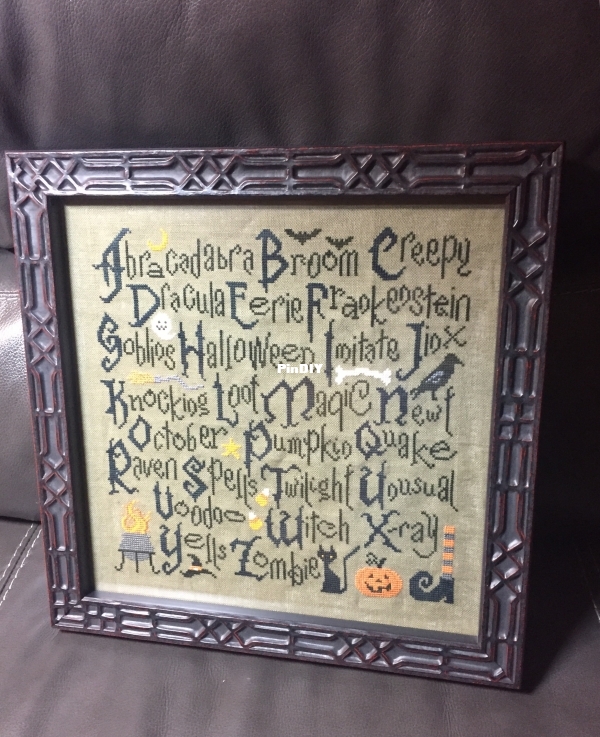 Abracadabra Broom Creepy
Dracula Eerie Frankenstein
Goblins Halloween Imitate Jinx
PinDIY
Knocking Loot Magic Newt
October Pumpkin Quake
Raven Spells Twilight Unusual
Voodoo Witch X-ray
Yells Zombie